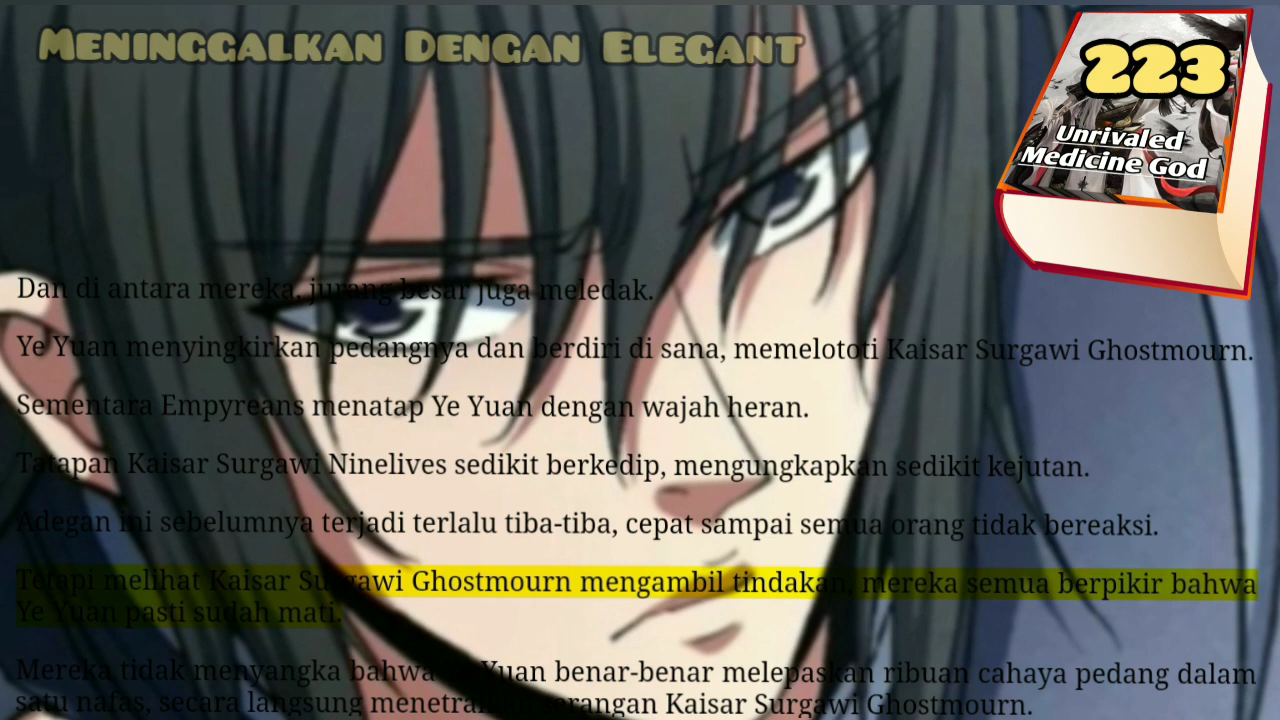 Meninggalkan Dengan Elegant
223
Unrivaled
Medicine God
Dan di antara mereka, jurang besar juga meledak.
Ye Yuan menyingkirkan pedangnya dan berdiri di sana, memelototi Kaisar Surgawi Ghostmourn.
Sementara Empyreans menatap Ye Yuan dengan wajah heran.
Tatapan Kaisar Surgawi Ninelives sedikit berkedip, mengungkapkan sedikit kejutan.
Adegan ini sebelumnya terjadi terlalu tiba-tiba, cepat sampai semua orang tidak bereaksi.
Tetapi melihat Kaisar Surgawi Ghostmourn mengambil tindakan, mereka semua berpikir bahwa
Ye Yuan pasti sudah mati.
Mereka tidak menyangka bahwa Yuan benar-benar melepaskan ribuan cahaya pedang dalam
satu nafas, secara langsung Kaisar Surgawi Ghostmourn.